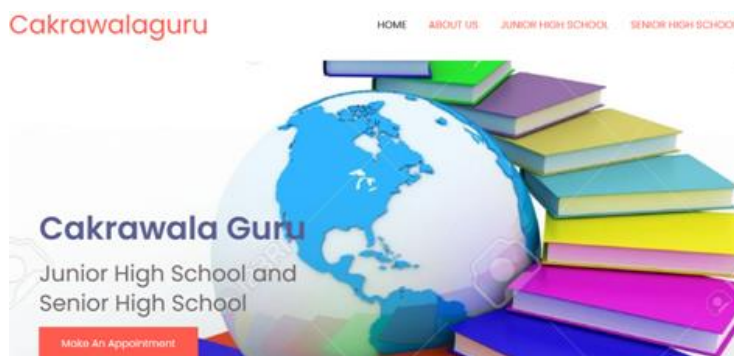 Cakrawalaguru
HOME ABOUT US JUNIOR HIGH SCHOOL SENIOR HIGH SCHOOL
Cakrawala Guru
Junior High School and
Senior High School
Make An Appointment